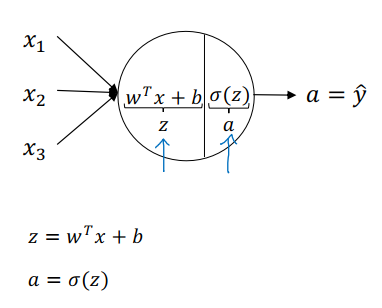 x₁
x₂
x₃
wᵀx + b
σ(z)
z
a
a = ŷ
z = wᵀx + b
a = σ(z)